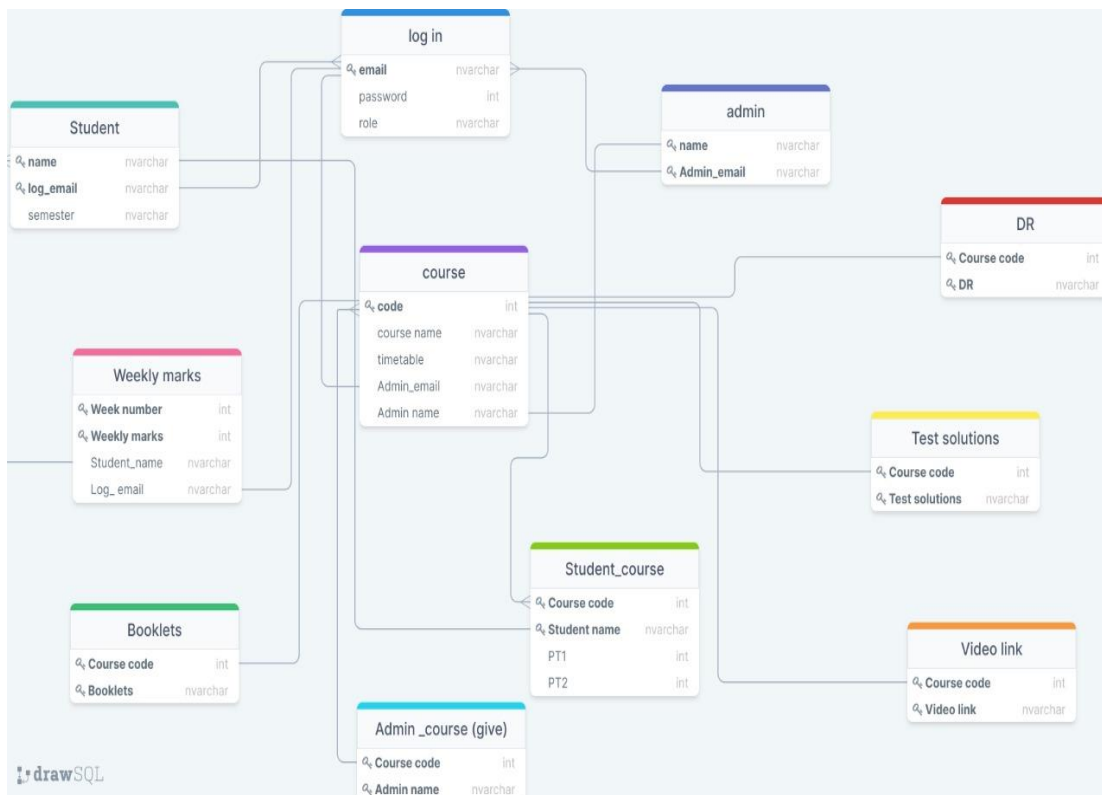 log in
email nvarchar
password int
role nvarchar
Student
name nvarchar
log_email nvarchar
semester nvarchar
admin
name nvarchar
Admin_email nvarchar
DR
Course code int
DR nvarchar
course
code int
course name nvarchar
timetable nvarchar
Admin_email nvarchar
Admin name nvarchar
Weekly marks
Week number int
Weekly marks int
Student_name nvarchar
Log_ email nvarchar
Test solutions
Course code int
Test solutions nvarchar
Student_course
Course code int
Student name nvarchar
PT1 int
PT2 int
Booklets
Course code int
Booklets nvarchar
Video link
Course code int
Video link nvarchar
Admin _course (give)
Course code int
Admin name nvarchar
drawSQL